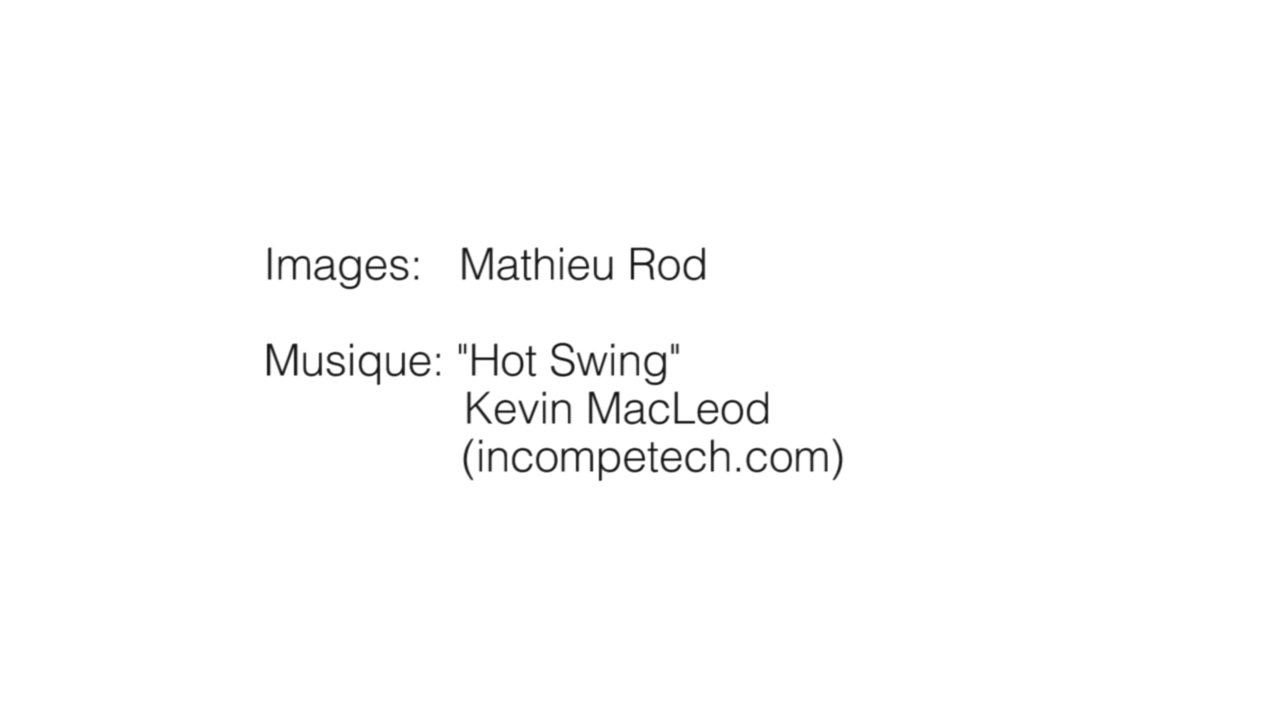 Images: Mathieu Rod
Musique: "Hot Swing"
Kevin MacLeod
(incompetech.com)